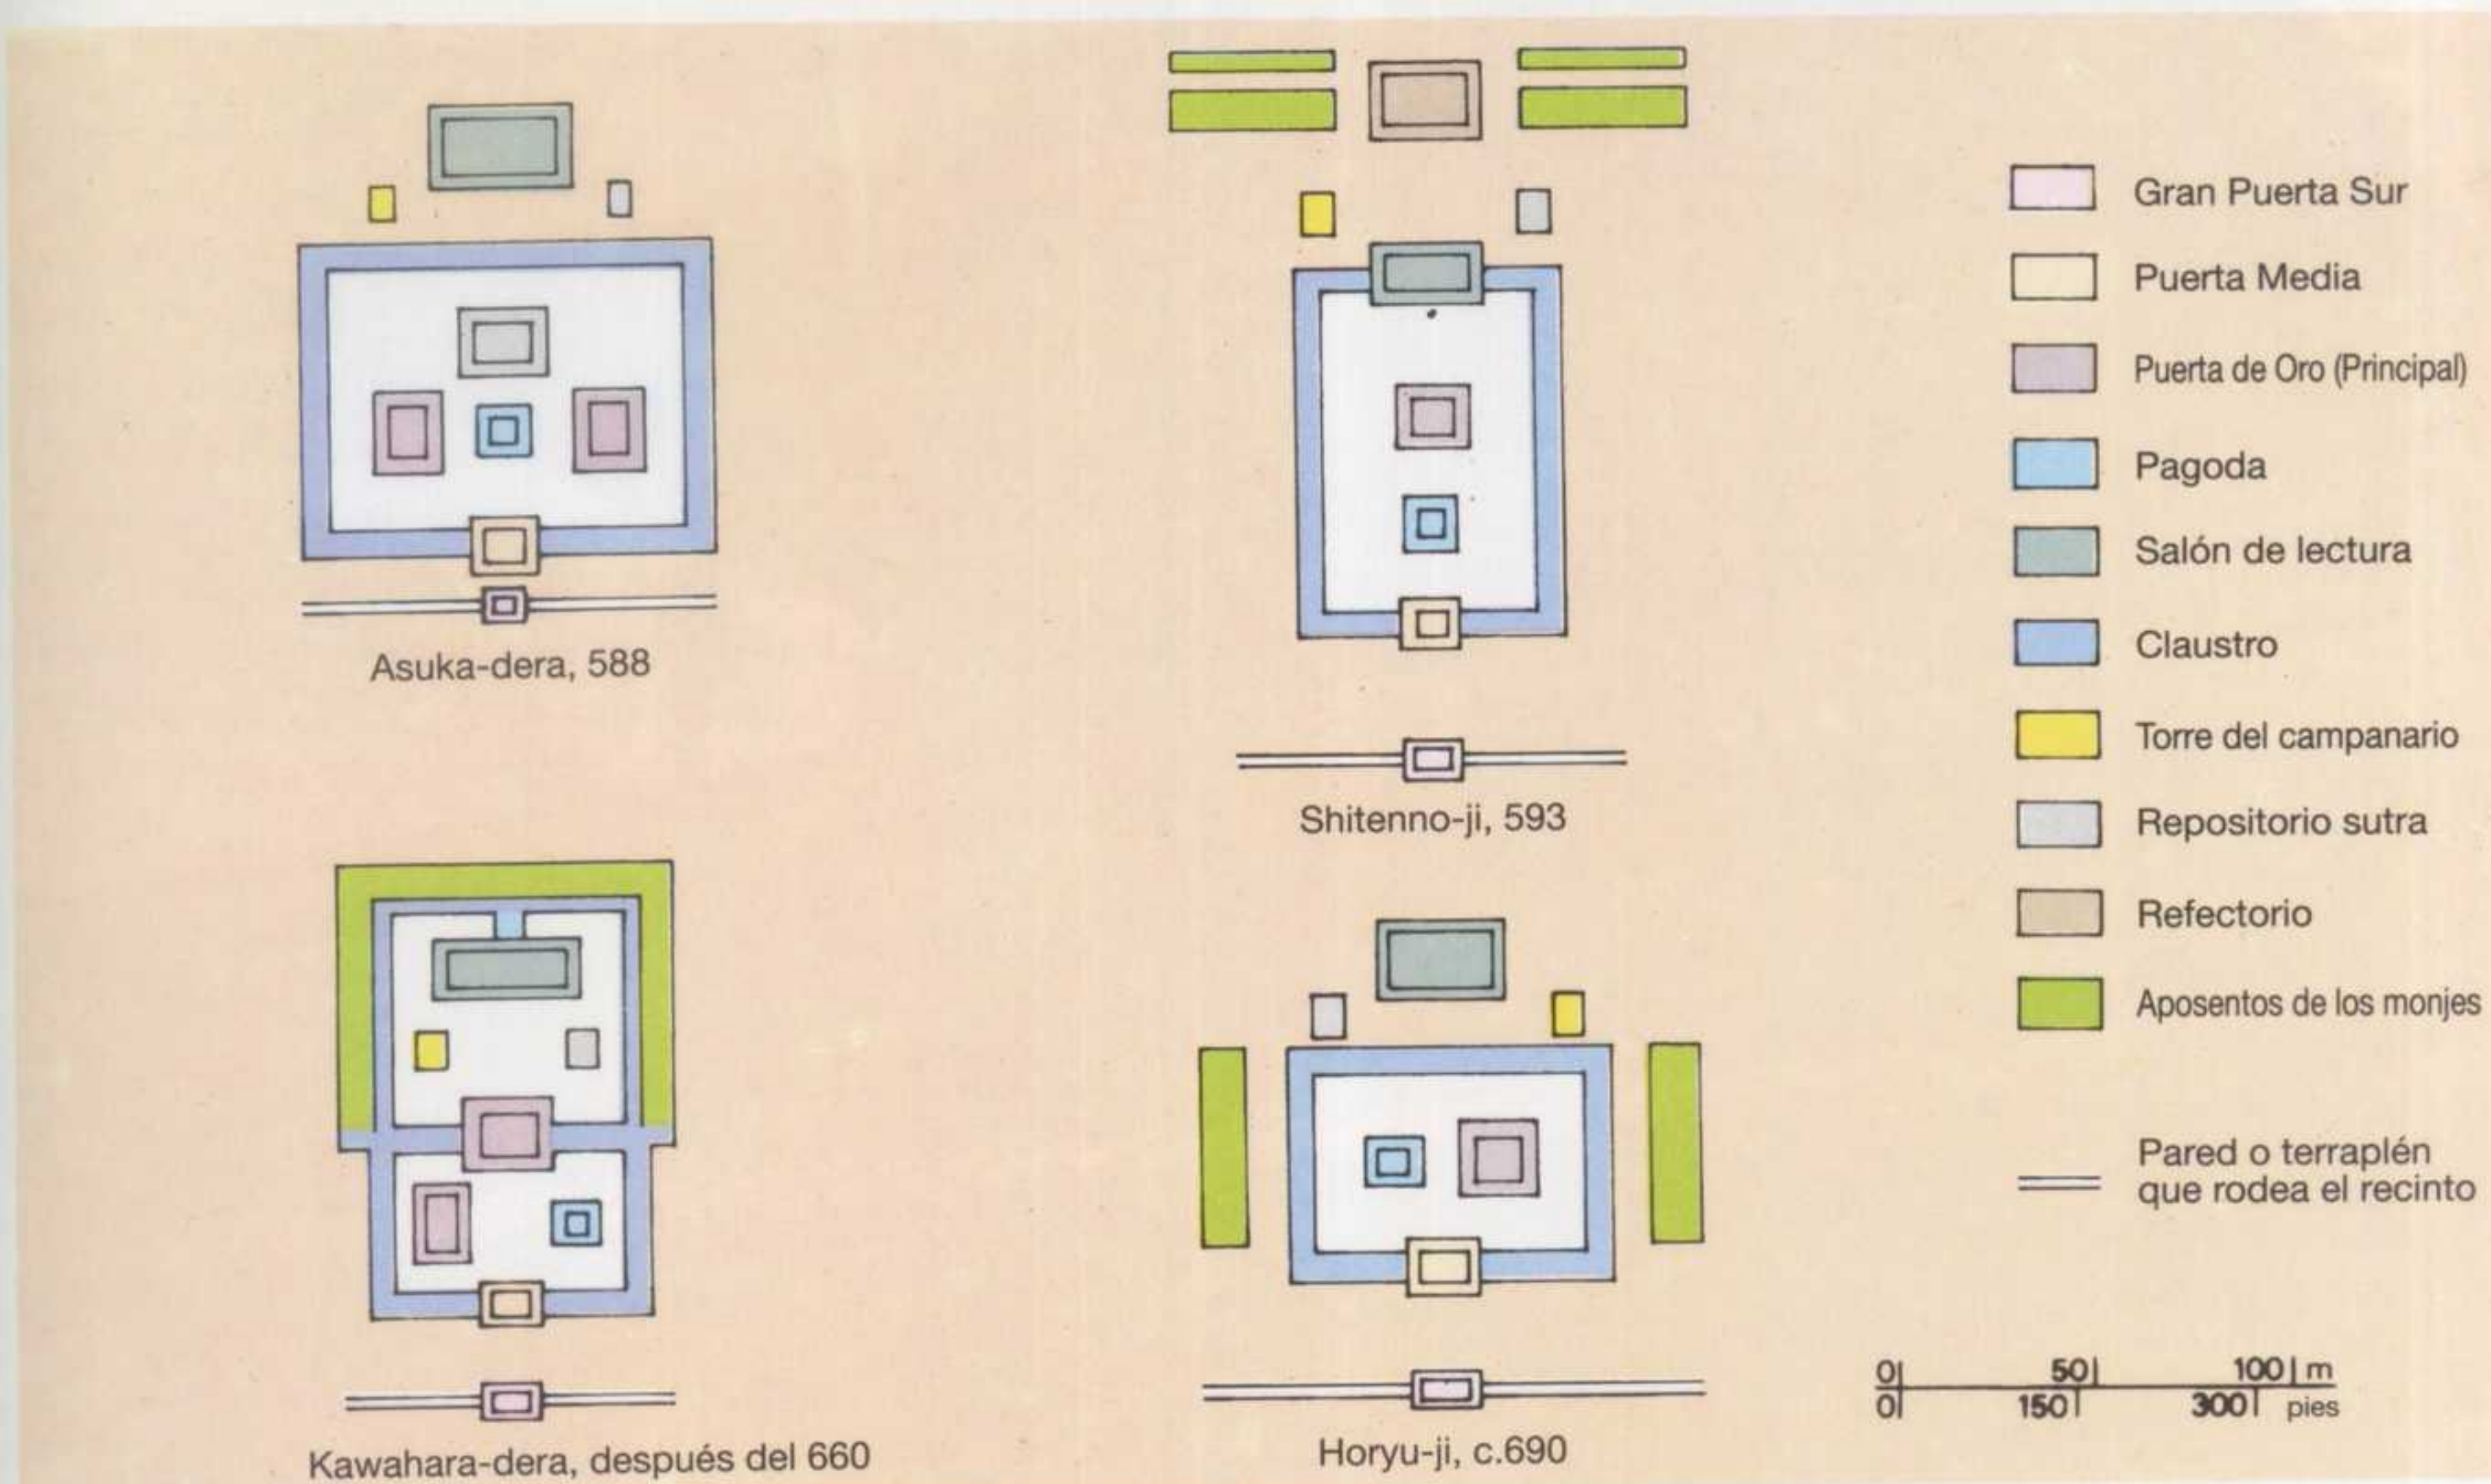 Asuka-dera, 588
Shitenno-ji, 593
Kawahara-dera, después del 660
Horyu-ji, c.690
Gran Puerta Sur
Puerta Media
Puerta de Oro (Principal)
Pagoda
Salón de lectura
Claustro
Torre del campanario
Repositorio sutra
Refectorio
Aposentos de los monjes
Pared o terraplén
que rodea el recinto
0 50 100 m
0 150 300 pies